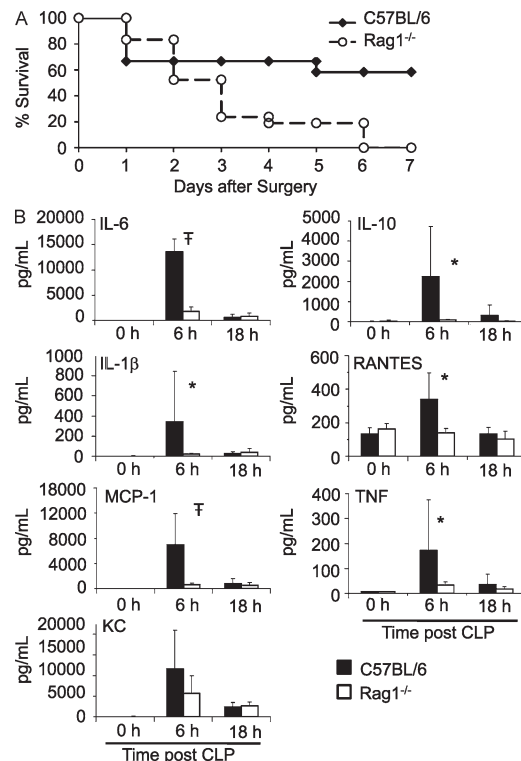 A
C57BL/6
Rag1-/-
% Survival
100
80
60
40
20
0
0 1 2 3 4 5 6 7
Days after Surgery
B
IL-6
pg/mL
20000
15000
10000
5000
0
Ŧ
0 h 6 h 18 h
IL-10
pg/mL
5000
4000
3000
2000
1000
0
*
0 h 6 h 18 h
IL-1β
pg/mL
1000
800
600
400
200
0
*
0 h 6 h 18 h
RANTES
pg/mL
600
400
200
0
*
0 h 6 h 18 h
MCP-1
pg/mL
18000
12000
6000
0
Ŧ
0 h 6 h 18 h
TNF
pg/mL
400
300
200
100
0
*
0 h 6 h 18 h
Time post CLP
KC
pg/mL
20000
15000
10000
5000
0
0 h 6 h 18 h
Time post CLP
C57BL/6
Rag1-/-